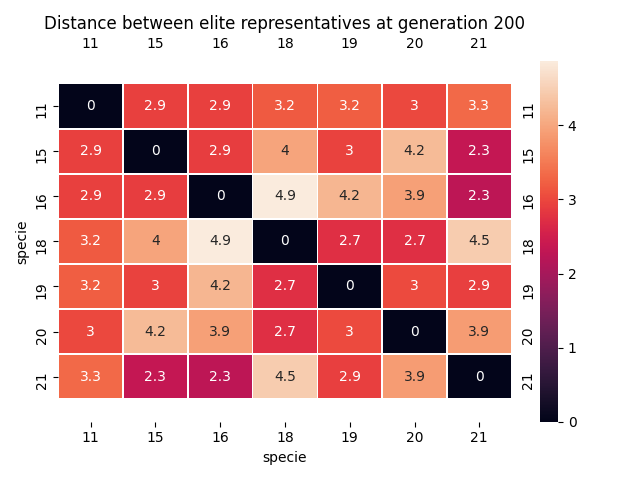 Distance between elite representatives at generation 200
11 15 16 18 19 20 21
11 0 2.9 2.9 3.2 3.2 3 3.3 11
15 2.9 0 2.9 4 3 4.2 2.3 15
16 2.9 2.9 0 4.9 4.2 3.9 2.3 16
18 3.2 4 4.9 0 2.7 2.7 4.5 18
19 3.2 3 4.2 2.7 0 3 2.9 19
20 3 4.2 3.9 2.7 3 0 3.9 20
21 3.3 2.3 2.3 4.5 2.9 3.9 0 21
11 15 16 18 19 20 21
specie
specie
4
3
2
1
0